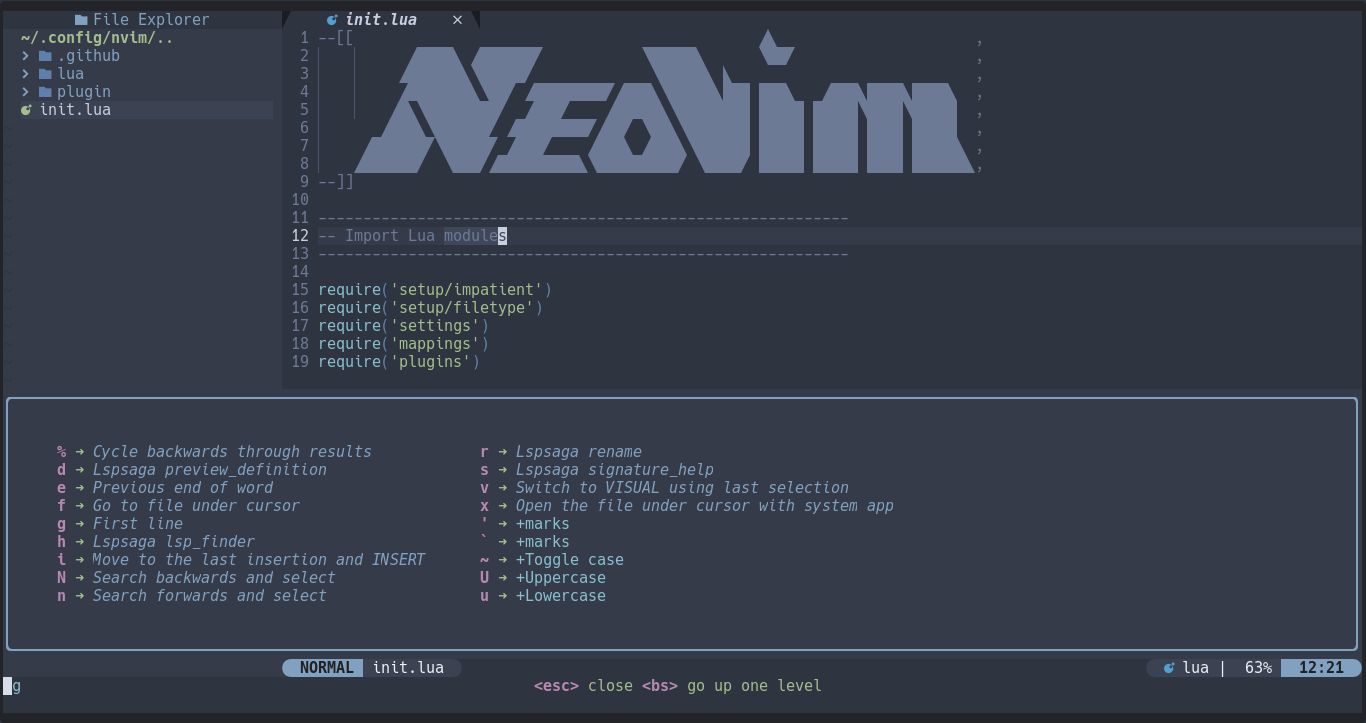 File Explorer
init.lua ×
~/.config/nvim/..
> .github
> lua
> plugin
init.lua
1 --[[ ,
2 ,
3 ,
4 ,
5 ,
6 ,
7 ,
8 ,
NeoVim
9 --]]
10
11 -----------------------------------------------------------
12 -- Import Lua modules
13 -----------------------------------------------------------
14
15 require('setup/impatient')
16 require('setup/filetype')
17 require('settings')
18 require('mappings')
19 require('plugins')
% → Cycle backwards through results
d → Lspsaga preview_definition
e → Previous end of word
f → Go to file under cursor
g → First line
h → Lspsaga lsp_finder
i → Move to the last insertion and INSERT
N → Search backwards and select
n → Search forwards and select
r → Lspsaga rename
s → Lspsaga signature_help
v → Switch to VISUAL using last selection
x → Open the file under cursor with system app
' → +marks
` → +marks
~ → +Toggle case
U → +Uppercase
u → +Lowercase
NORMAL init.lua lua | 63% 12:21
g <esc> close <bs> go up one level